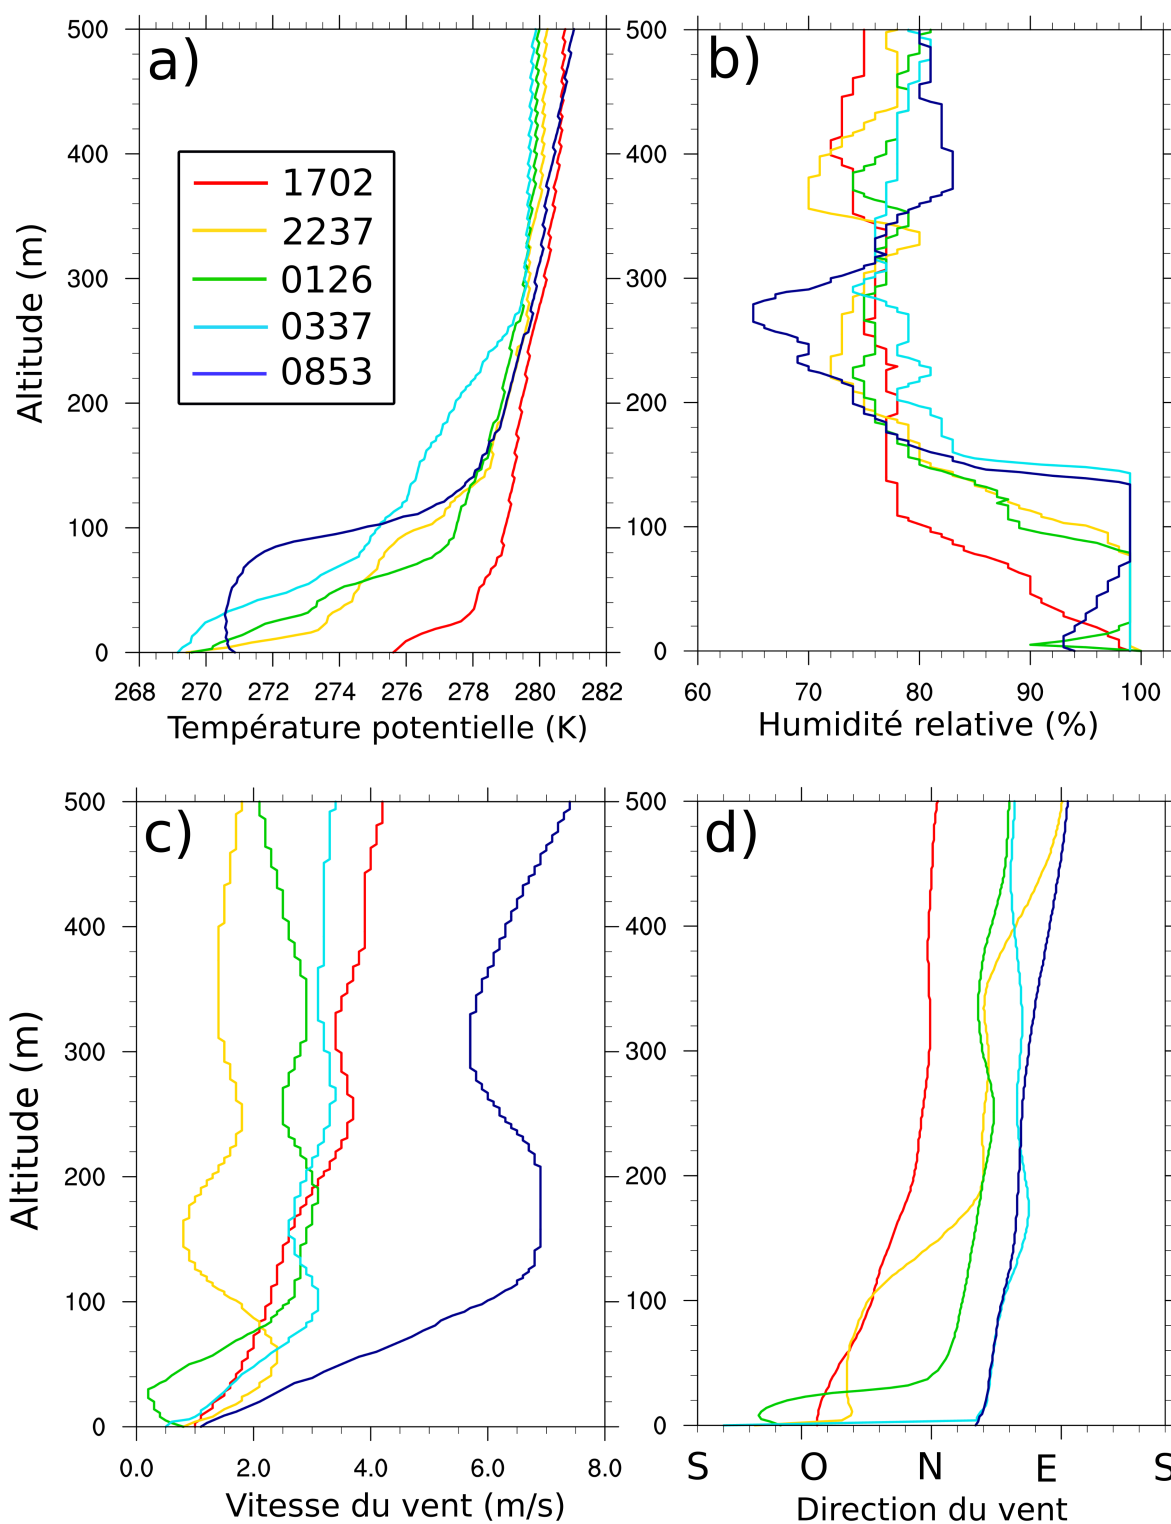 a)
500
400
300
200
100
0
Altitude (m)
1702
2237
0126
0337
0853
268 270 272 274 276 278 280 282
Température potentielle (K)
b)
500
400
300
200
100
0
60 70 80 90 100
Humidité relative (%)
c)
500
400
300
200
100
0
Altitude (m)
0.0 2.0 4.0 6.0 8.0
Vitesse du vent (m/s)
d)
500
400
300
200
100
0
S O N E S
Direction du vent